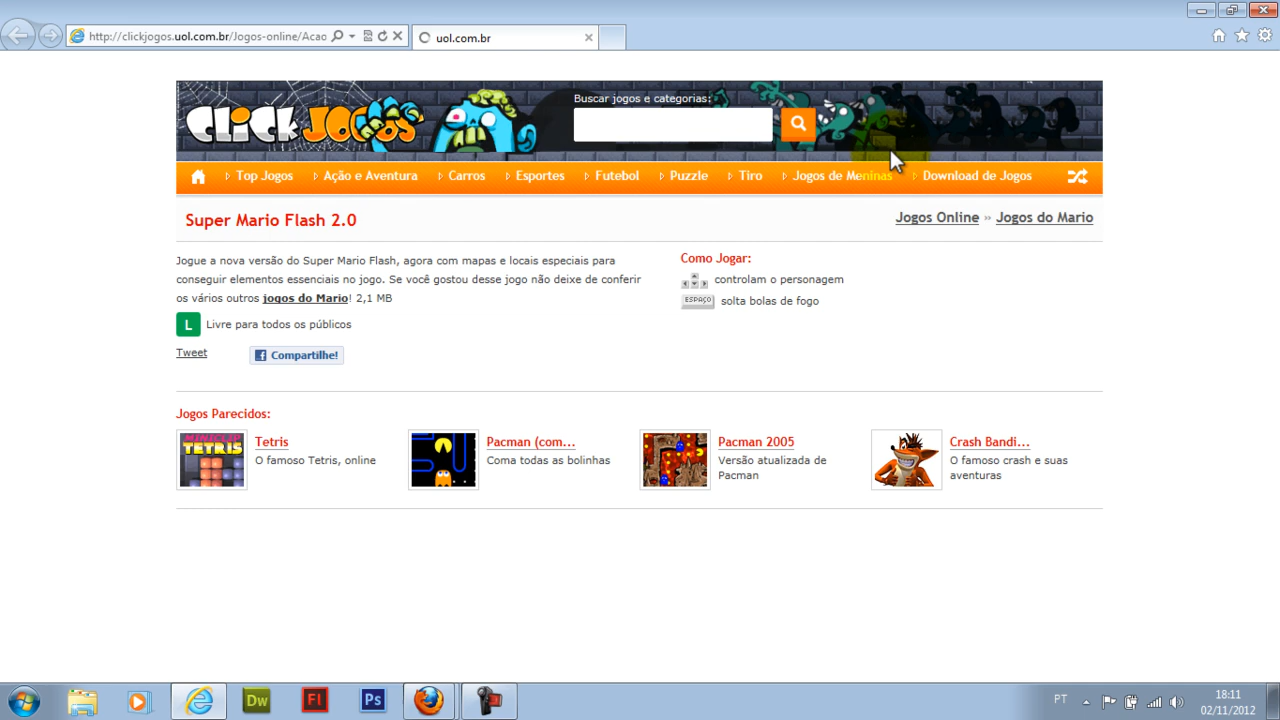 http://clickjogos.uol.com.br/Jogos-online/Acao
uol.com.br
CLiCK JOGOS
Buscar jogos e categorias:
Top Jogos
Ação e Aventura
Carros
Esportes
Futebol
Puzzle
Tiro
Jogos de Meninas
Download de Jogos
Super Mario Flash 2.0
Jogos Online » Jogos do Mario
Jogue a nova versão do Super Mario Flash, agora com mapas e locais especiais para
conseguir elementos essenciais no jogo. Se você gostou desse jogo não deixe de conferir
os vários outros jogos do Mario! 2,1 MB
L Livre para todos os públicos
Tweet
Compartilhe!
Como Jogar:
controlam o personagem
ESPAÇO solta bolas de fogo
Jogos Parecidos:
MINICLIP
TETRIS
Tetris
O famoso Tetris, online
Pacman (com...
Coma todas as bolinhas
Pacman 2005
Versão atualizada de
Pacman
Crash Bandi...
O famoso crash e suas
aventuras
Dw
Fl
Ps
PT
18:11
02/11/2012